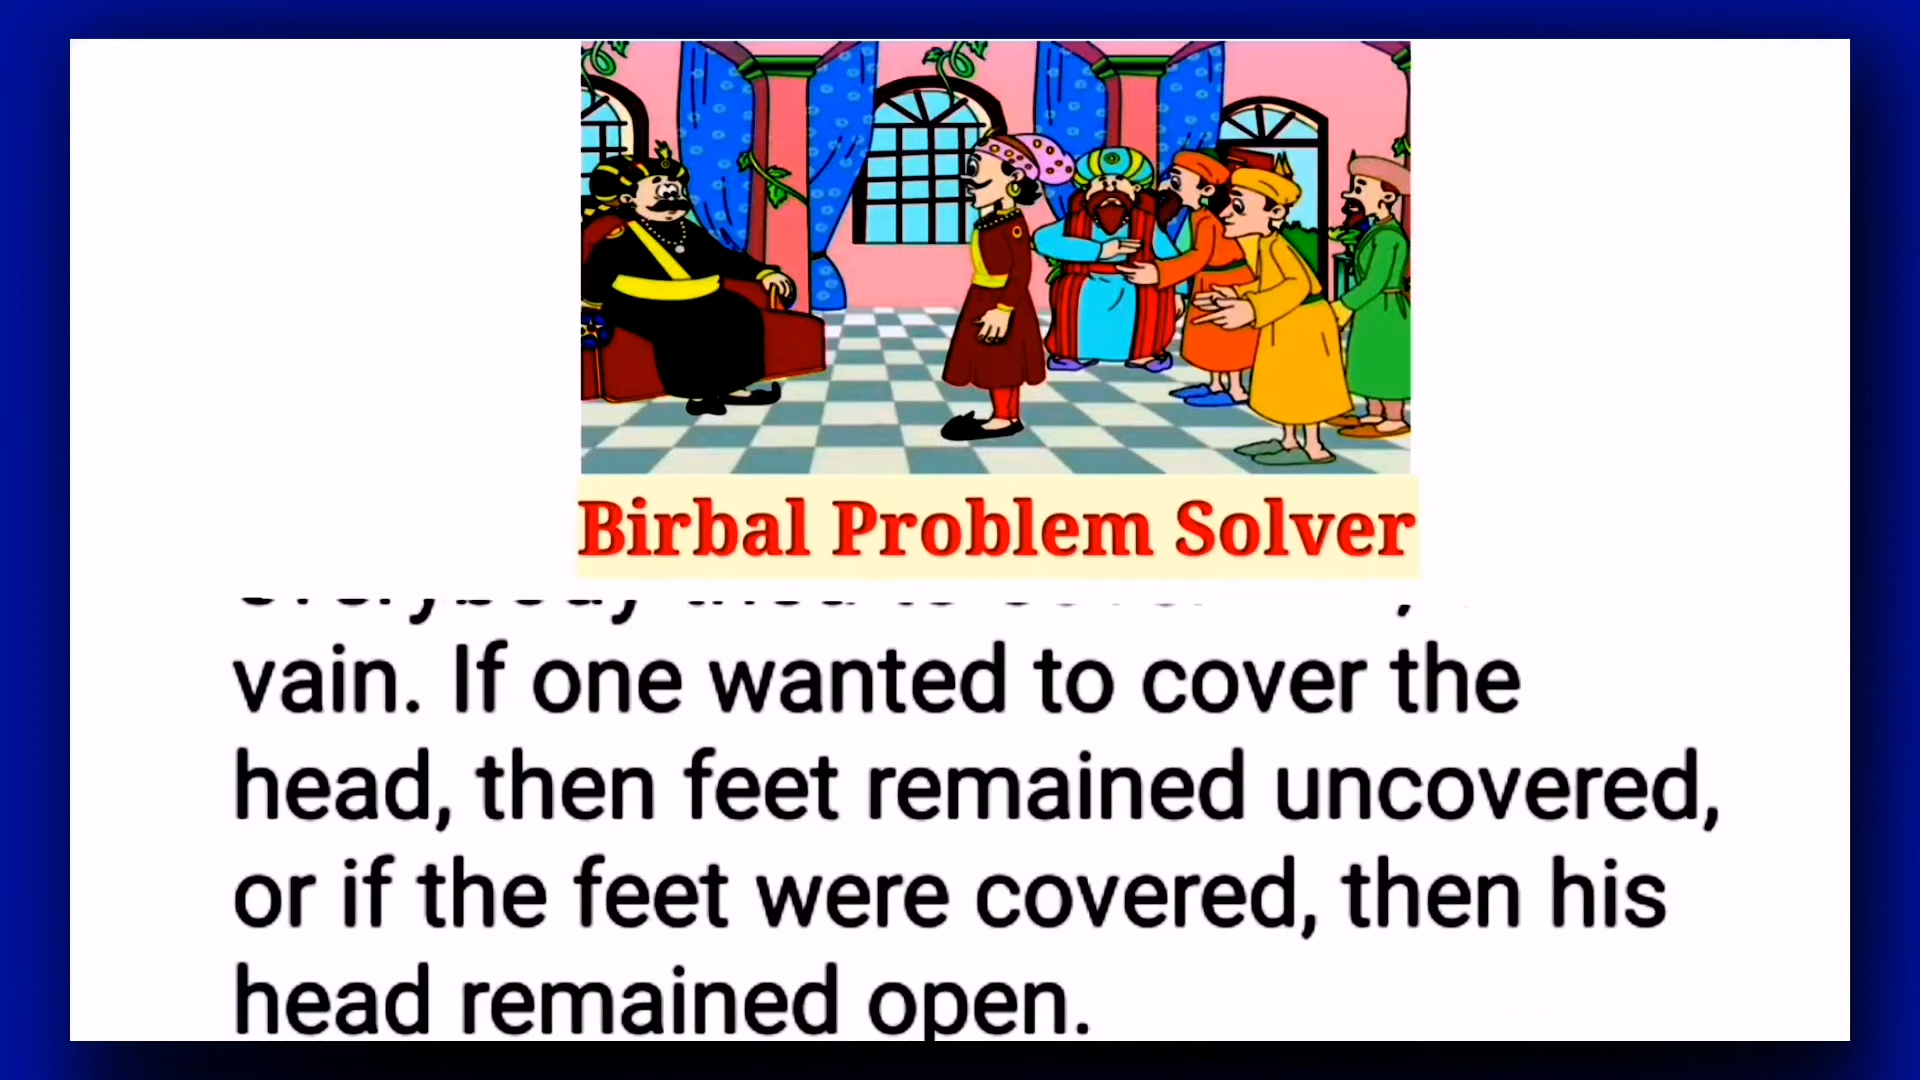 Birbal Problem Solver
vain. If one wanted to cover the
head, then feet remained uncovered,
or if the feet were covered, then his
head remained open.